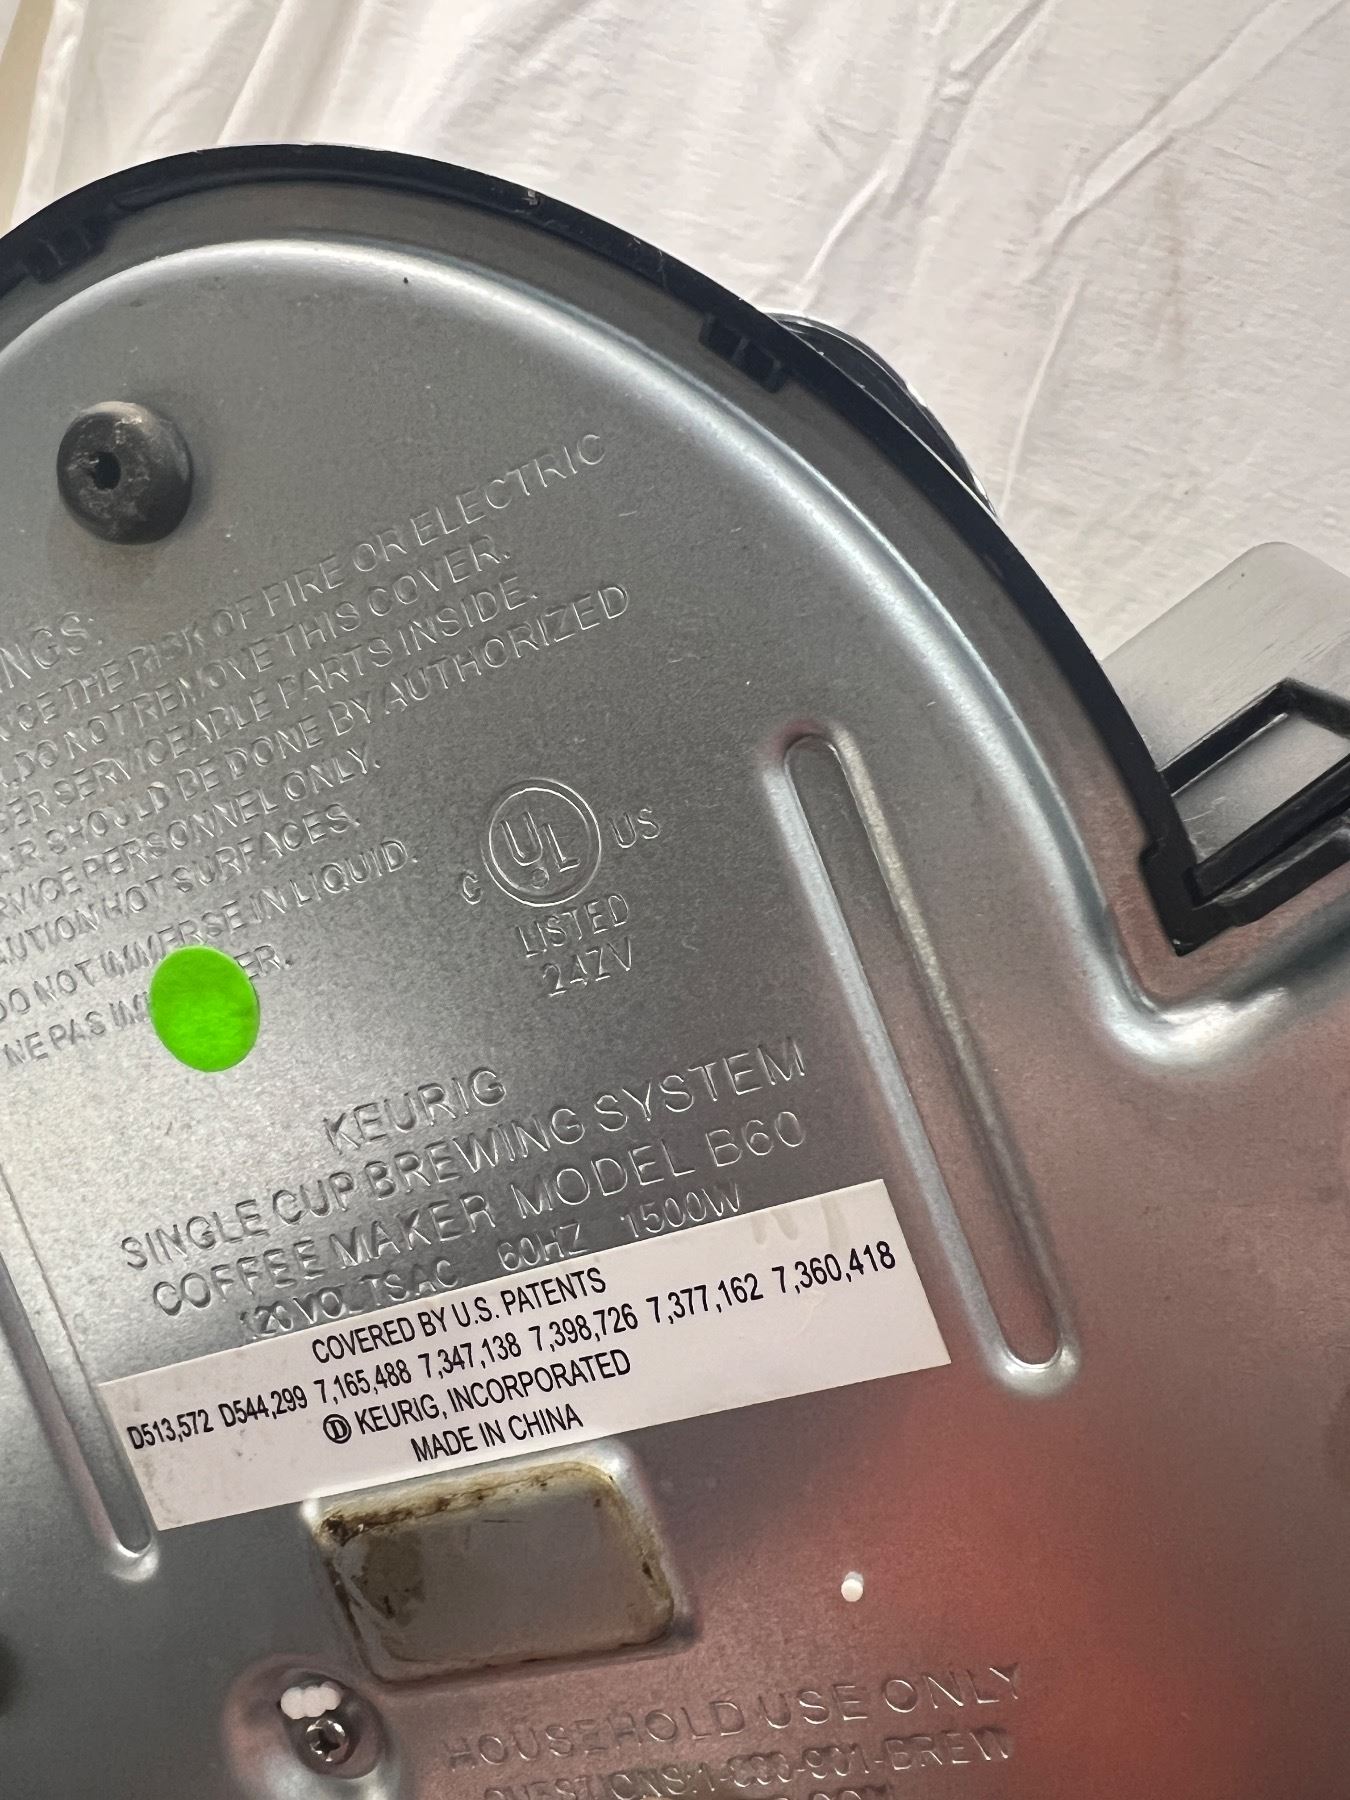 THE RISK OF FIRE OR ELECTRIC
DO NOT REMOVE THIS COVER.
SERVICEABLE PARTS INSIDE.
SHOULD BE DONE BY AUTHORIZED
PERSONNEL ONLY.
HOT SURFACES.
DO NOT IMMERSE IN LIQUID.
NE PAS
C UL US
LISTED
24ZV
KEURIG
SINGLE CUP BREWING SYSTEM
COFFEE MAKER MODEL B60
120 VOLTS AC 60HZ 1500W
COVERED BY U.S. PATENTS
D513,572 D544,299 7,165,488 7,347,138 7,398,726 7,377,162 7,360,418
KEURIG, INCORPORATED
MADE IN CHINA
HOUSEHOLD USE ONLY
QUESTIONS: